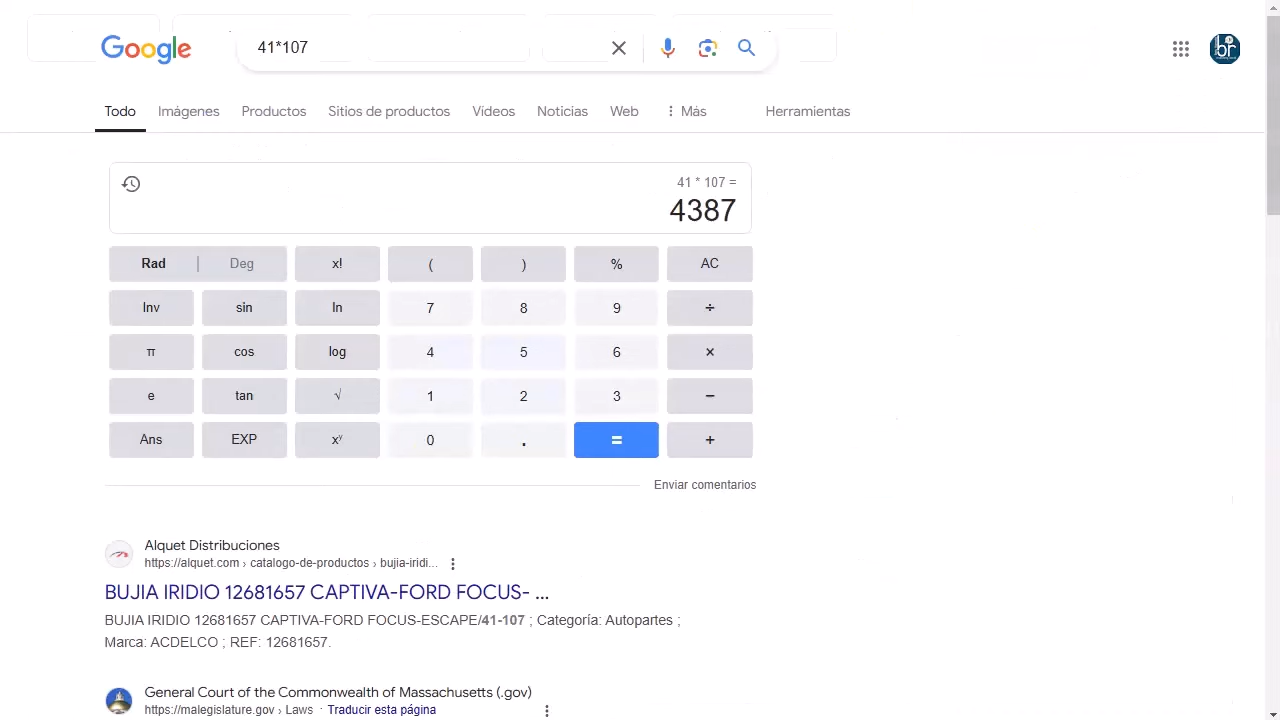 Google
41*107
br
Todo Imágenes Productos Sitios de productos Vídeos Noticias Web Más Herramientas
41 * 107 =
4387
Rad | Deg x! ( ) % AC
Inv sin ln 7 8 9 ÷
π cos log 4 5 6 ×
e tan √ 1 2 3 −
Ans EXP xʸ 0 . = +
Enviar comentarios
Alquet Distribuciones
https://alquet.com › catalogo-de-productos › bujia-iridi...
BUJIA IRIDIO 12681657 CAPTIVA-FORD FOCUS- ...
BUJIA IRIDIO 12681657 CAPTIVA-FORD FOCUS-ESCAPE/41-107 ; Categoría: Autopartes ;
Marca: ACDELCO ; REF: 12681657.
General Court of the Commonwealth of Massachusetts (.gov)
https://malegislature.gov › Laws · Traducir esta página